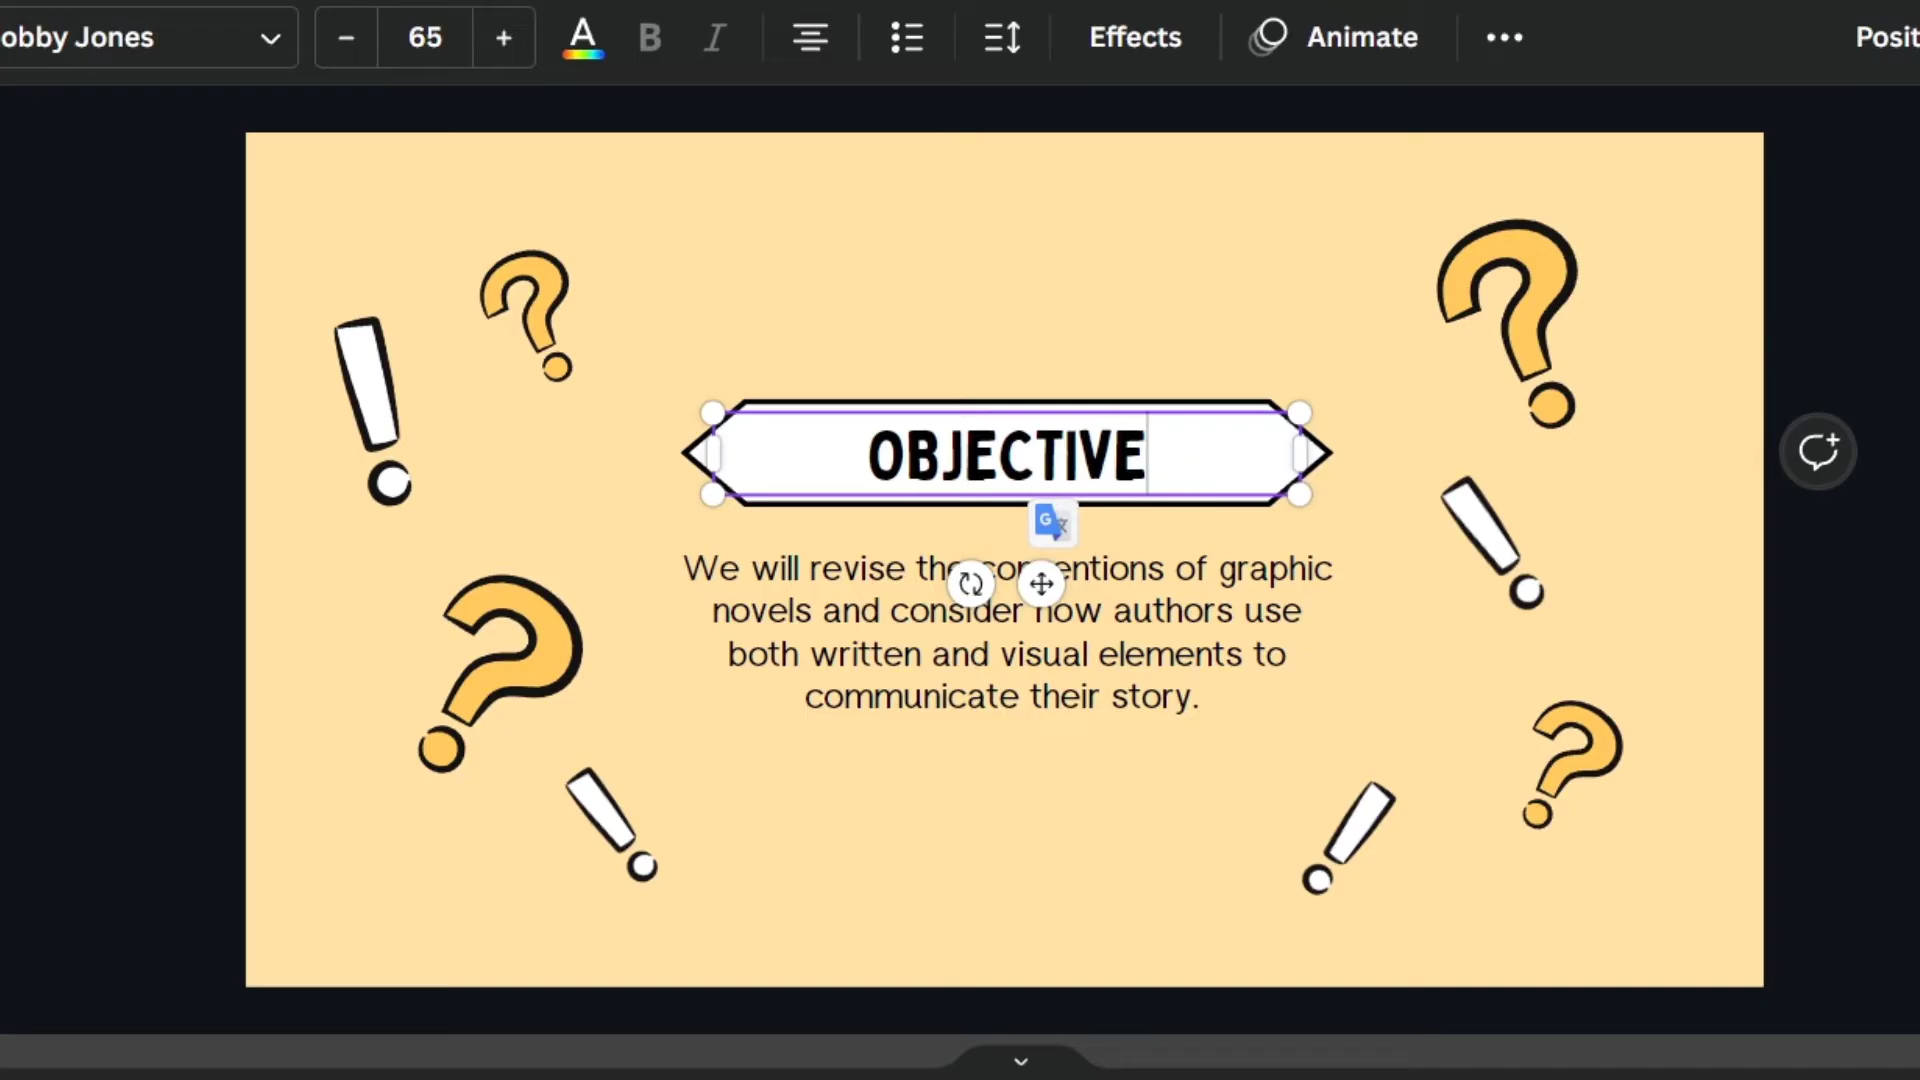 obby Jones
65
A
B
I
Effects
Animate
Posit
OBJECTIVE
We will revise the conventions of graphic
novels and consider how authors use
both written and visual elements to
communicate their story.